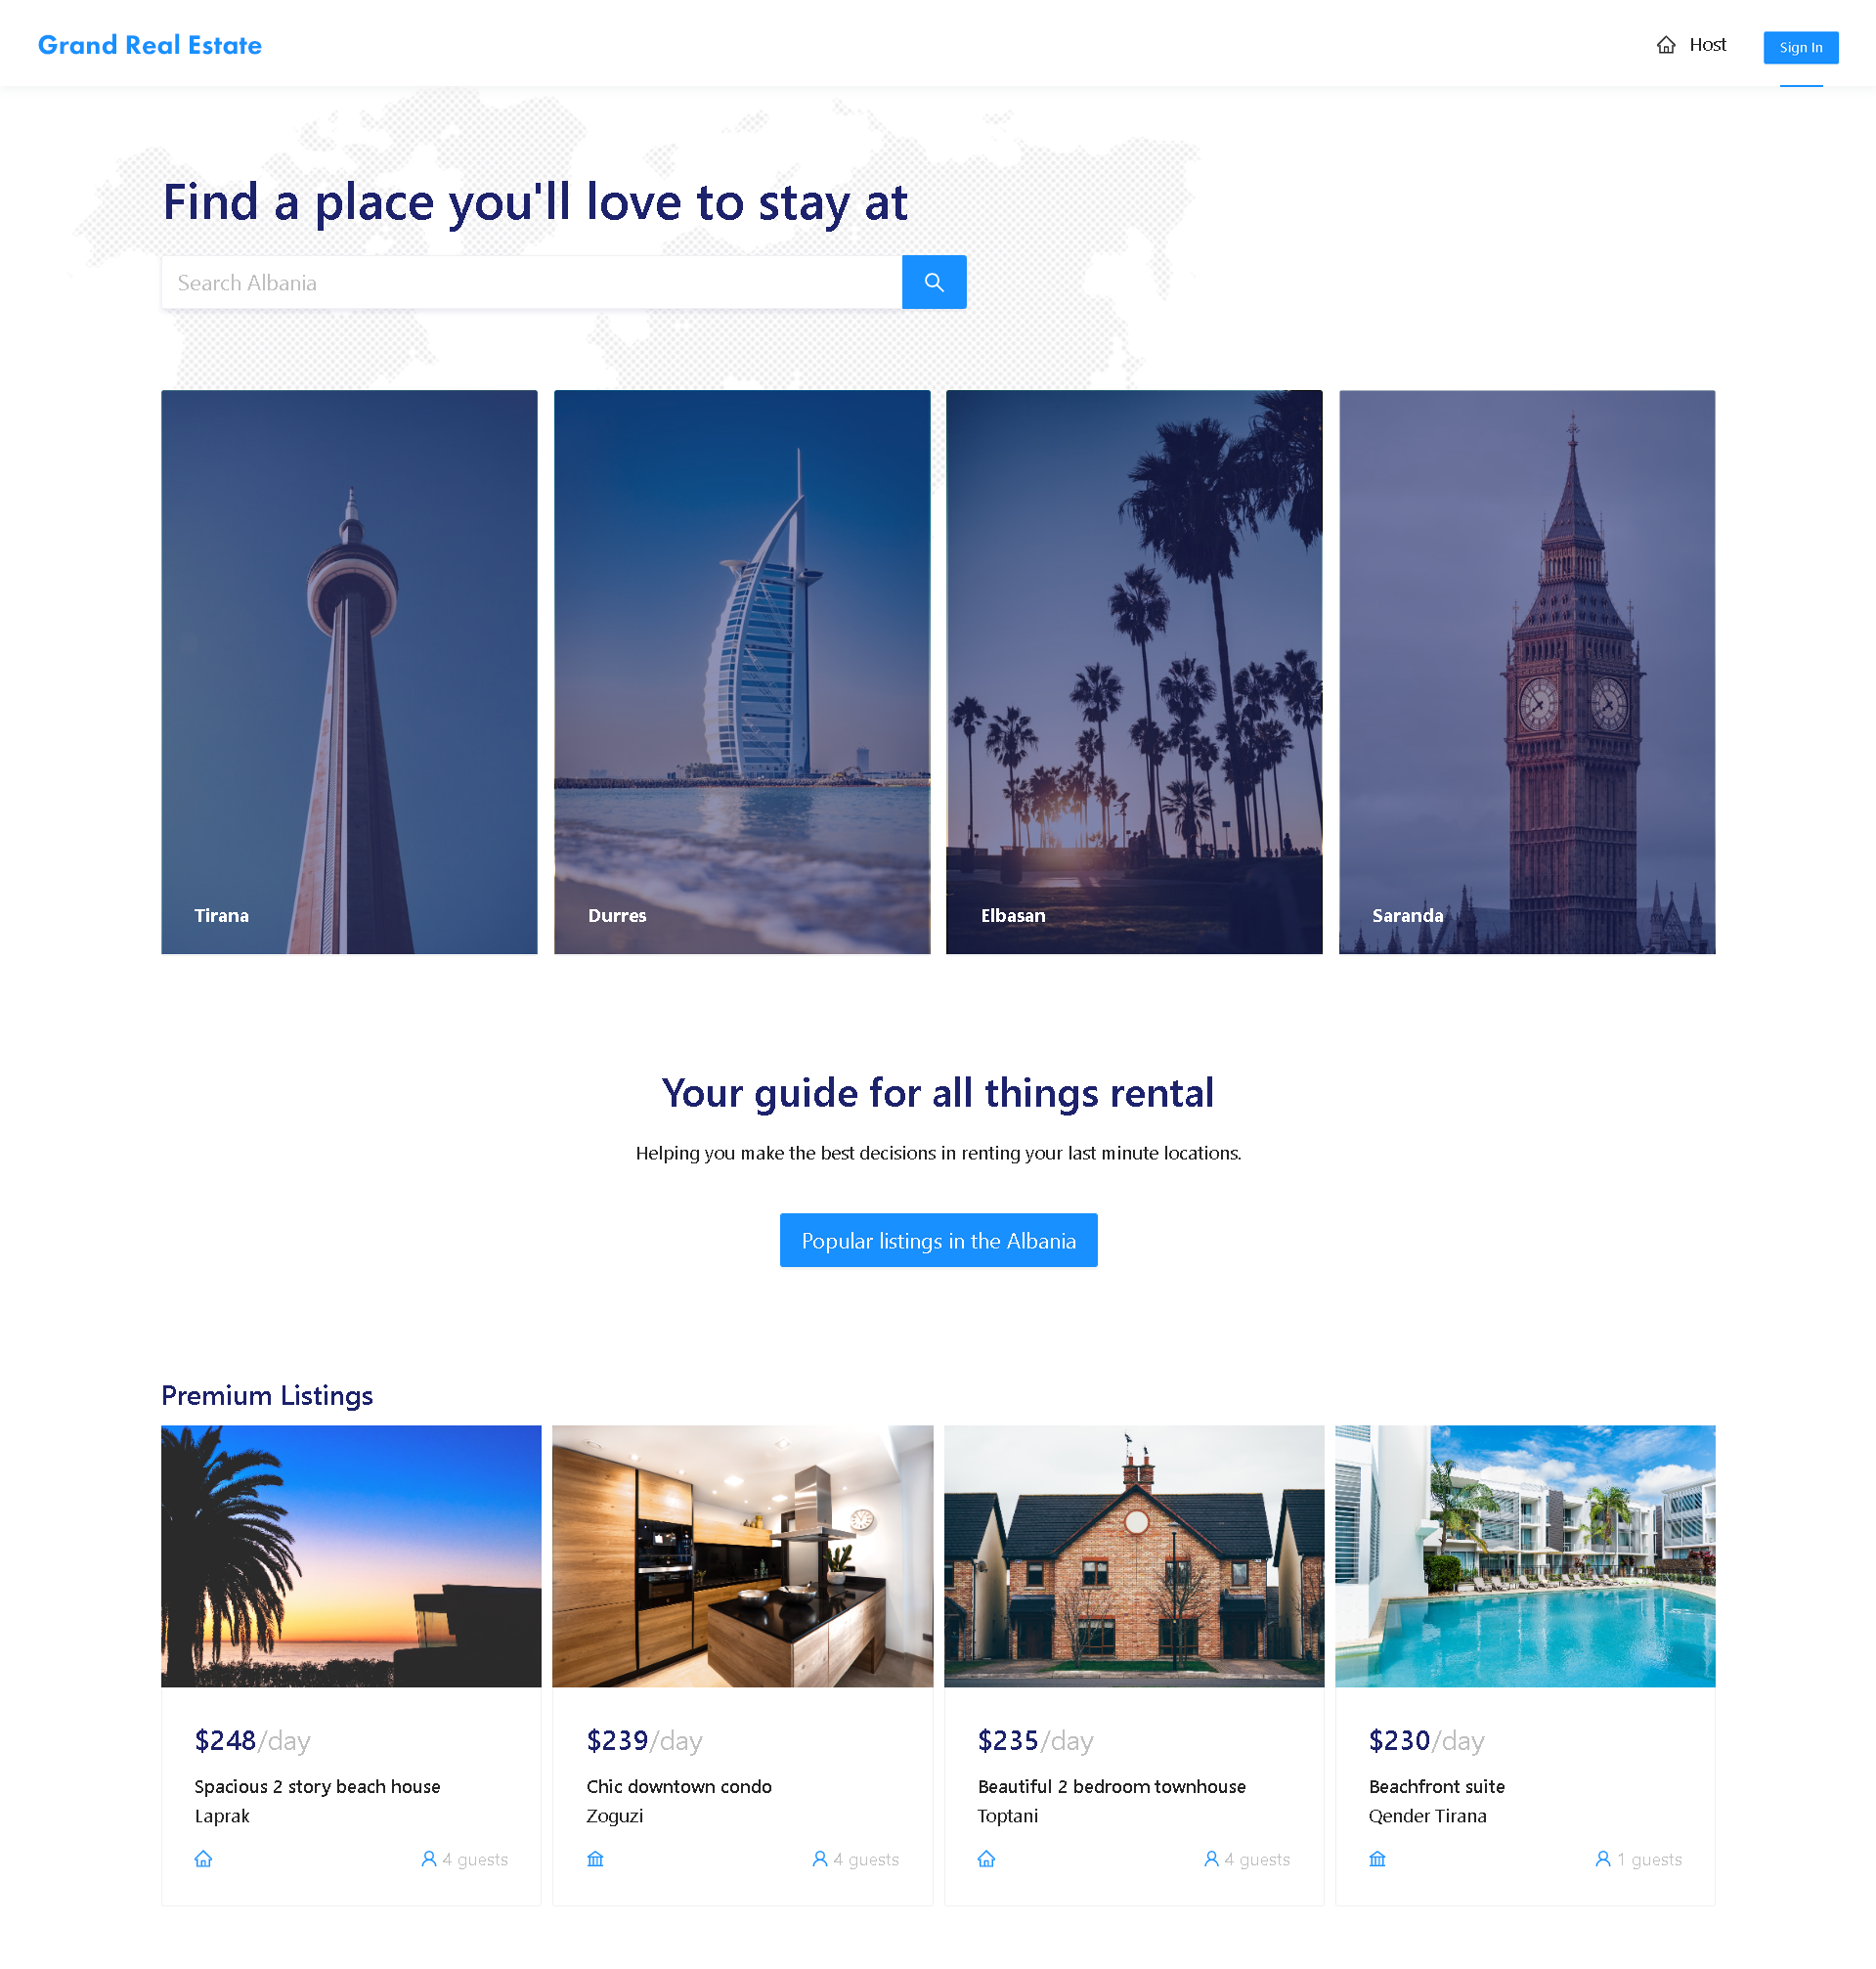 Grand Real Estate
Host
Sign In
Find a place you'll love to stay at
Search Albania
Tirana
Durres
Elbasan
Saranda
Your guide for all things rental
Helping you make the best decisions in renting your last minute locations.
Popular listings in the Albania
Premium Listings
$248/day
Spacious 2 story beach house
Laprak
4 guests
$239/day
Chic downtown condo
Zoguzi
4 guests
$235/day
Beautiful 2 bedroom townhouse
Toptani
4 guests
$230/day
Beachfront suite
Qender Tirana
1 guests